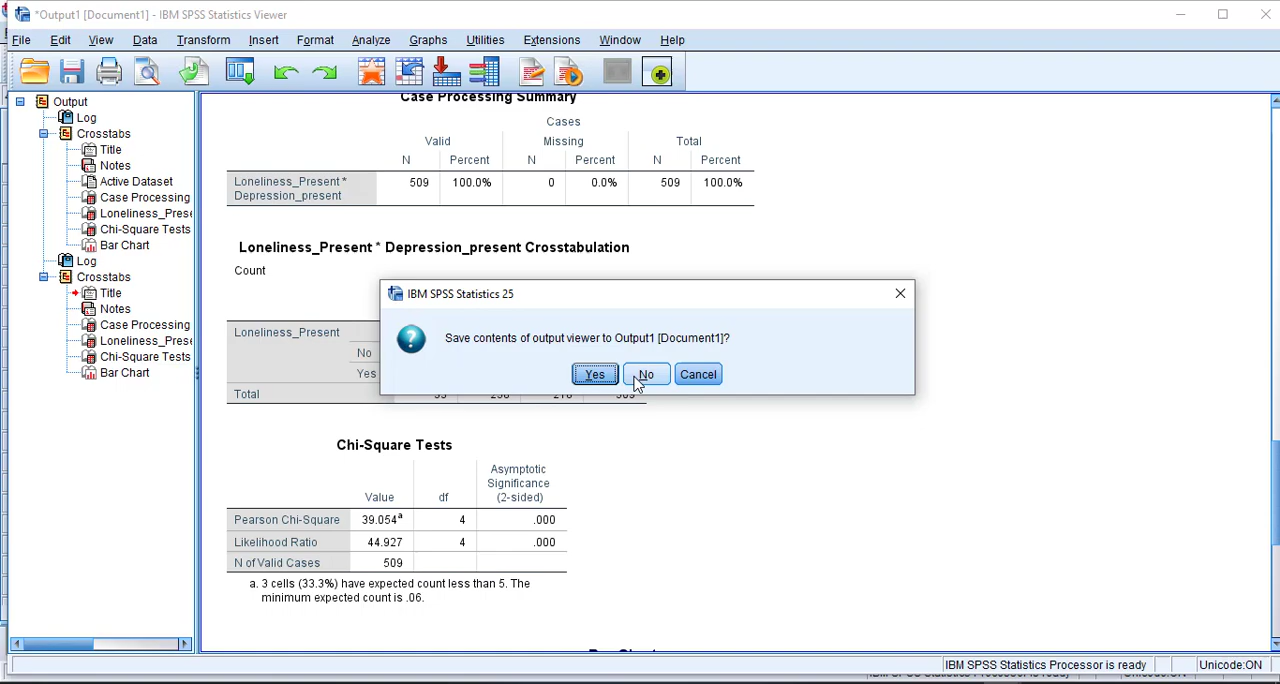 *Output1 [Document1] - IBM SPSS Statistics Viewer
File Edit View Data Transform Insert Format Analyze Graphs Utilities Extensions Window Help
Output
Log
Crosstabs
Title
Notes
Active Dataset
Case Processing
Loneliness_Prese
Chi-Square Tests
Bar Chart
Log
Crosstabs
Title
Notes
Case Processing
Loneliness_Prese
Chi-Square Tests
Bar Chart
Case Processing Summary
Cases
Valid Missing Total
N Percent N Percent N Percent
Loneliness_Present * 509 100.0% 0 0.0% 509 100.0%
Depression_present
Loneliness_Present * Depression_present Crosstabulation
Count
IBM SPSS Statistics 25
Save contents of output viewer to Output1 [Document1]?
Yes No Cancel
Loneliness_Present
No
Yes
Total
Chi-Square Tests
Asymptotic
Significance
Value df (2-sided)
Pearson Chi-Square 39.054a 4 .000
Likelihood Ratio 44.927 4 .000
N of Valid Cases 509
a. 3 cells (33.3%) have expected count less than 5. The
minimum expected count is .06.
IBM SPSS Statistics Processor is ready Unicode:ON